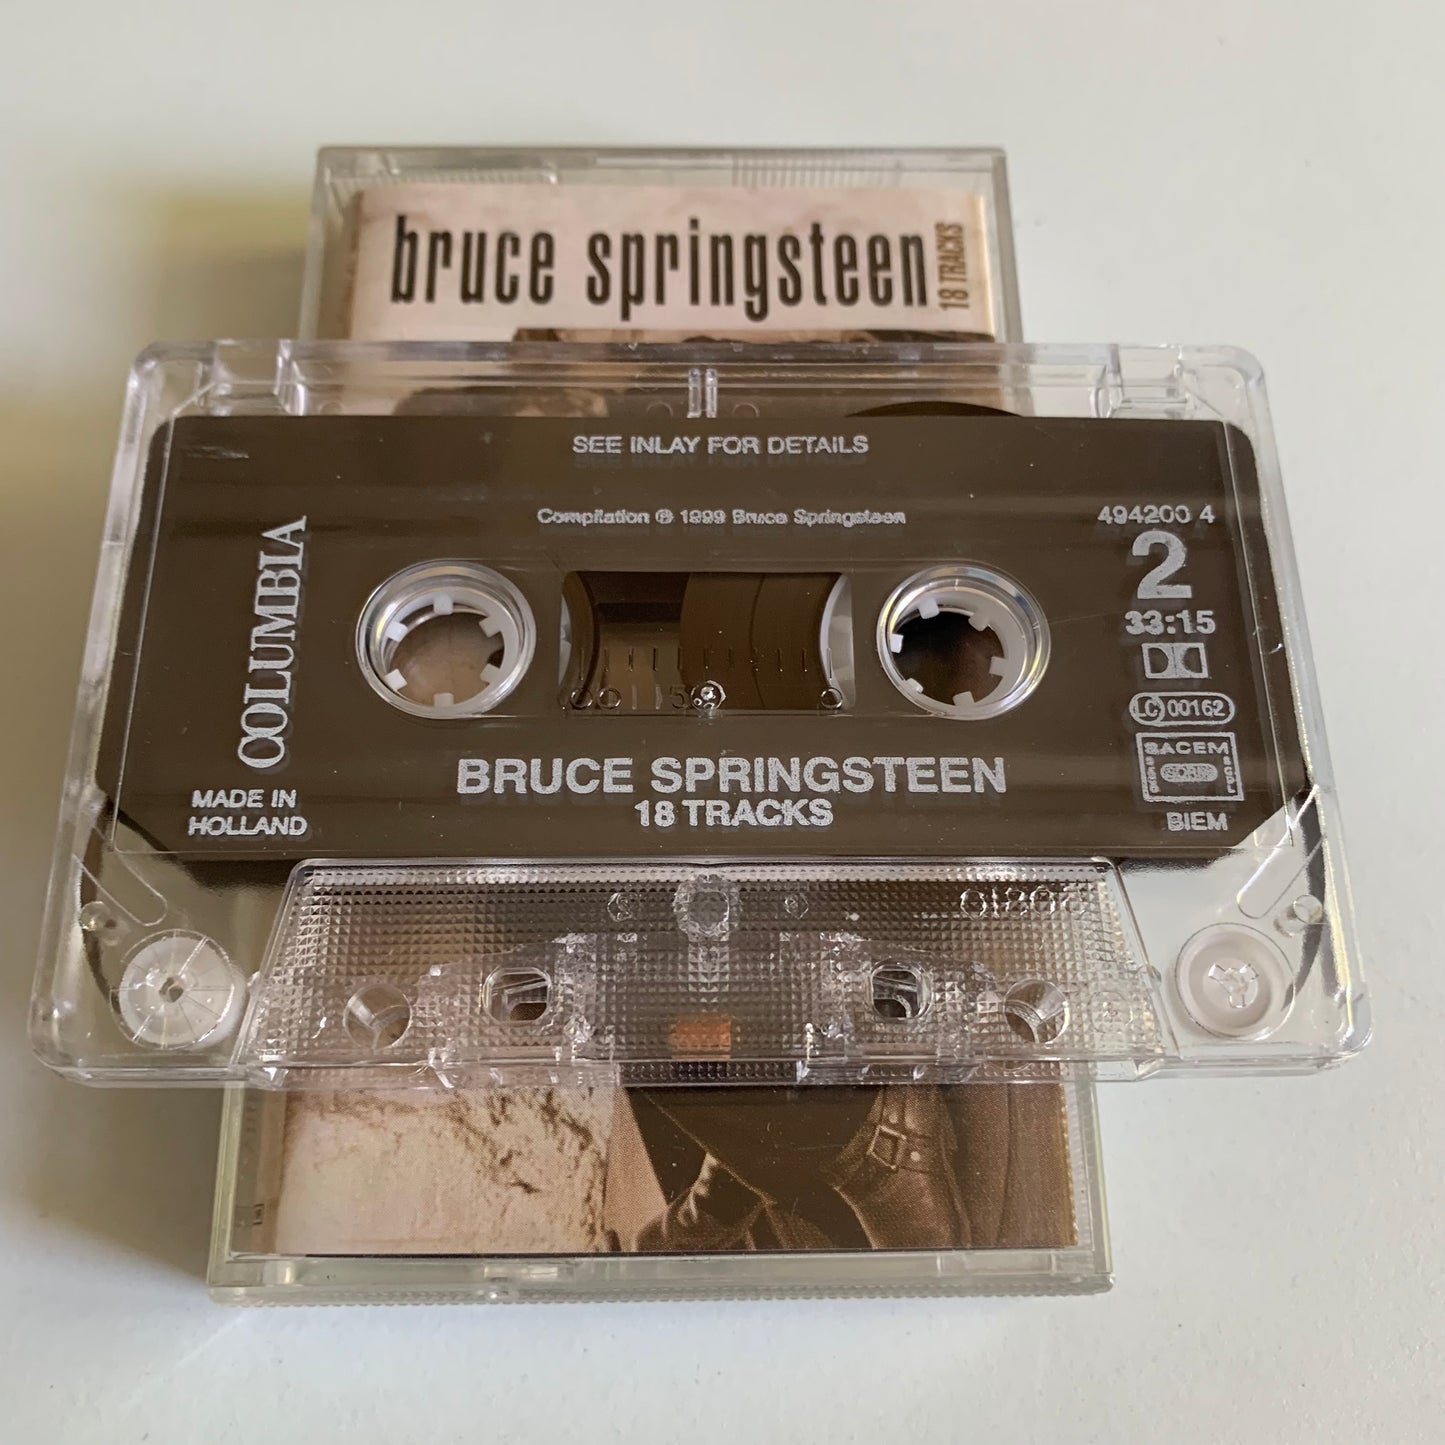 bruce springsteen
18 TRACKS
SEE INLAY FOR DETAILS
Compilation ℗ 1999 Bruce Springsteen
494200 4
2
33:15
LC 00162
SACEM
BIEM
COLUMBIA
MADE IN
HOLLAND
BRUCE SPRINGSTEEN
18 TRACKS